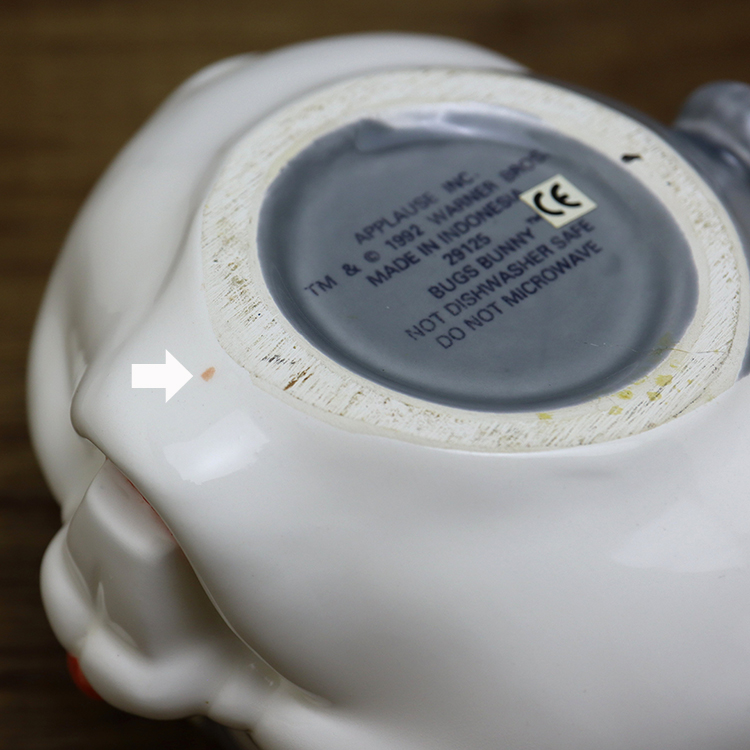 APPLAUSE INC.
TM & © 1992 WARNER BROS.
MADE IN INDONESIA
29125
BUGS BUNNY™
NOT DISHWASHER SAFE
DO NOT MICROWAVE
CE